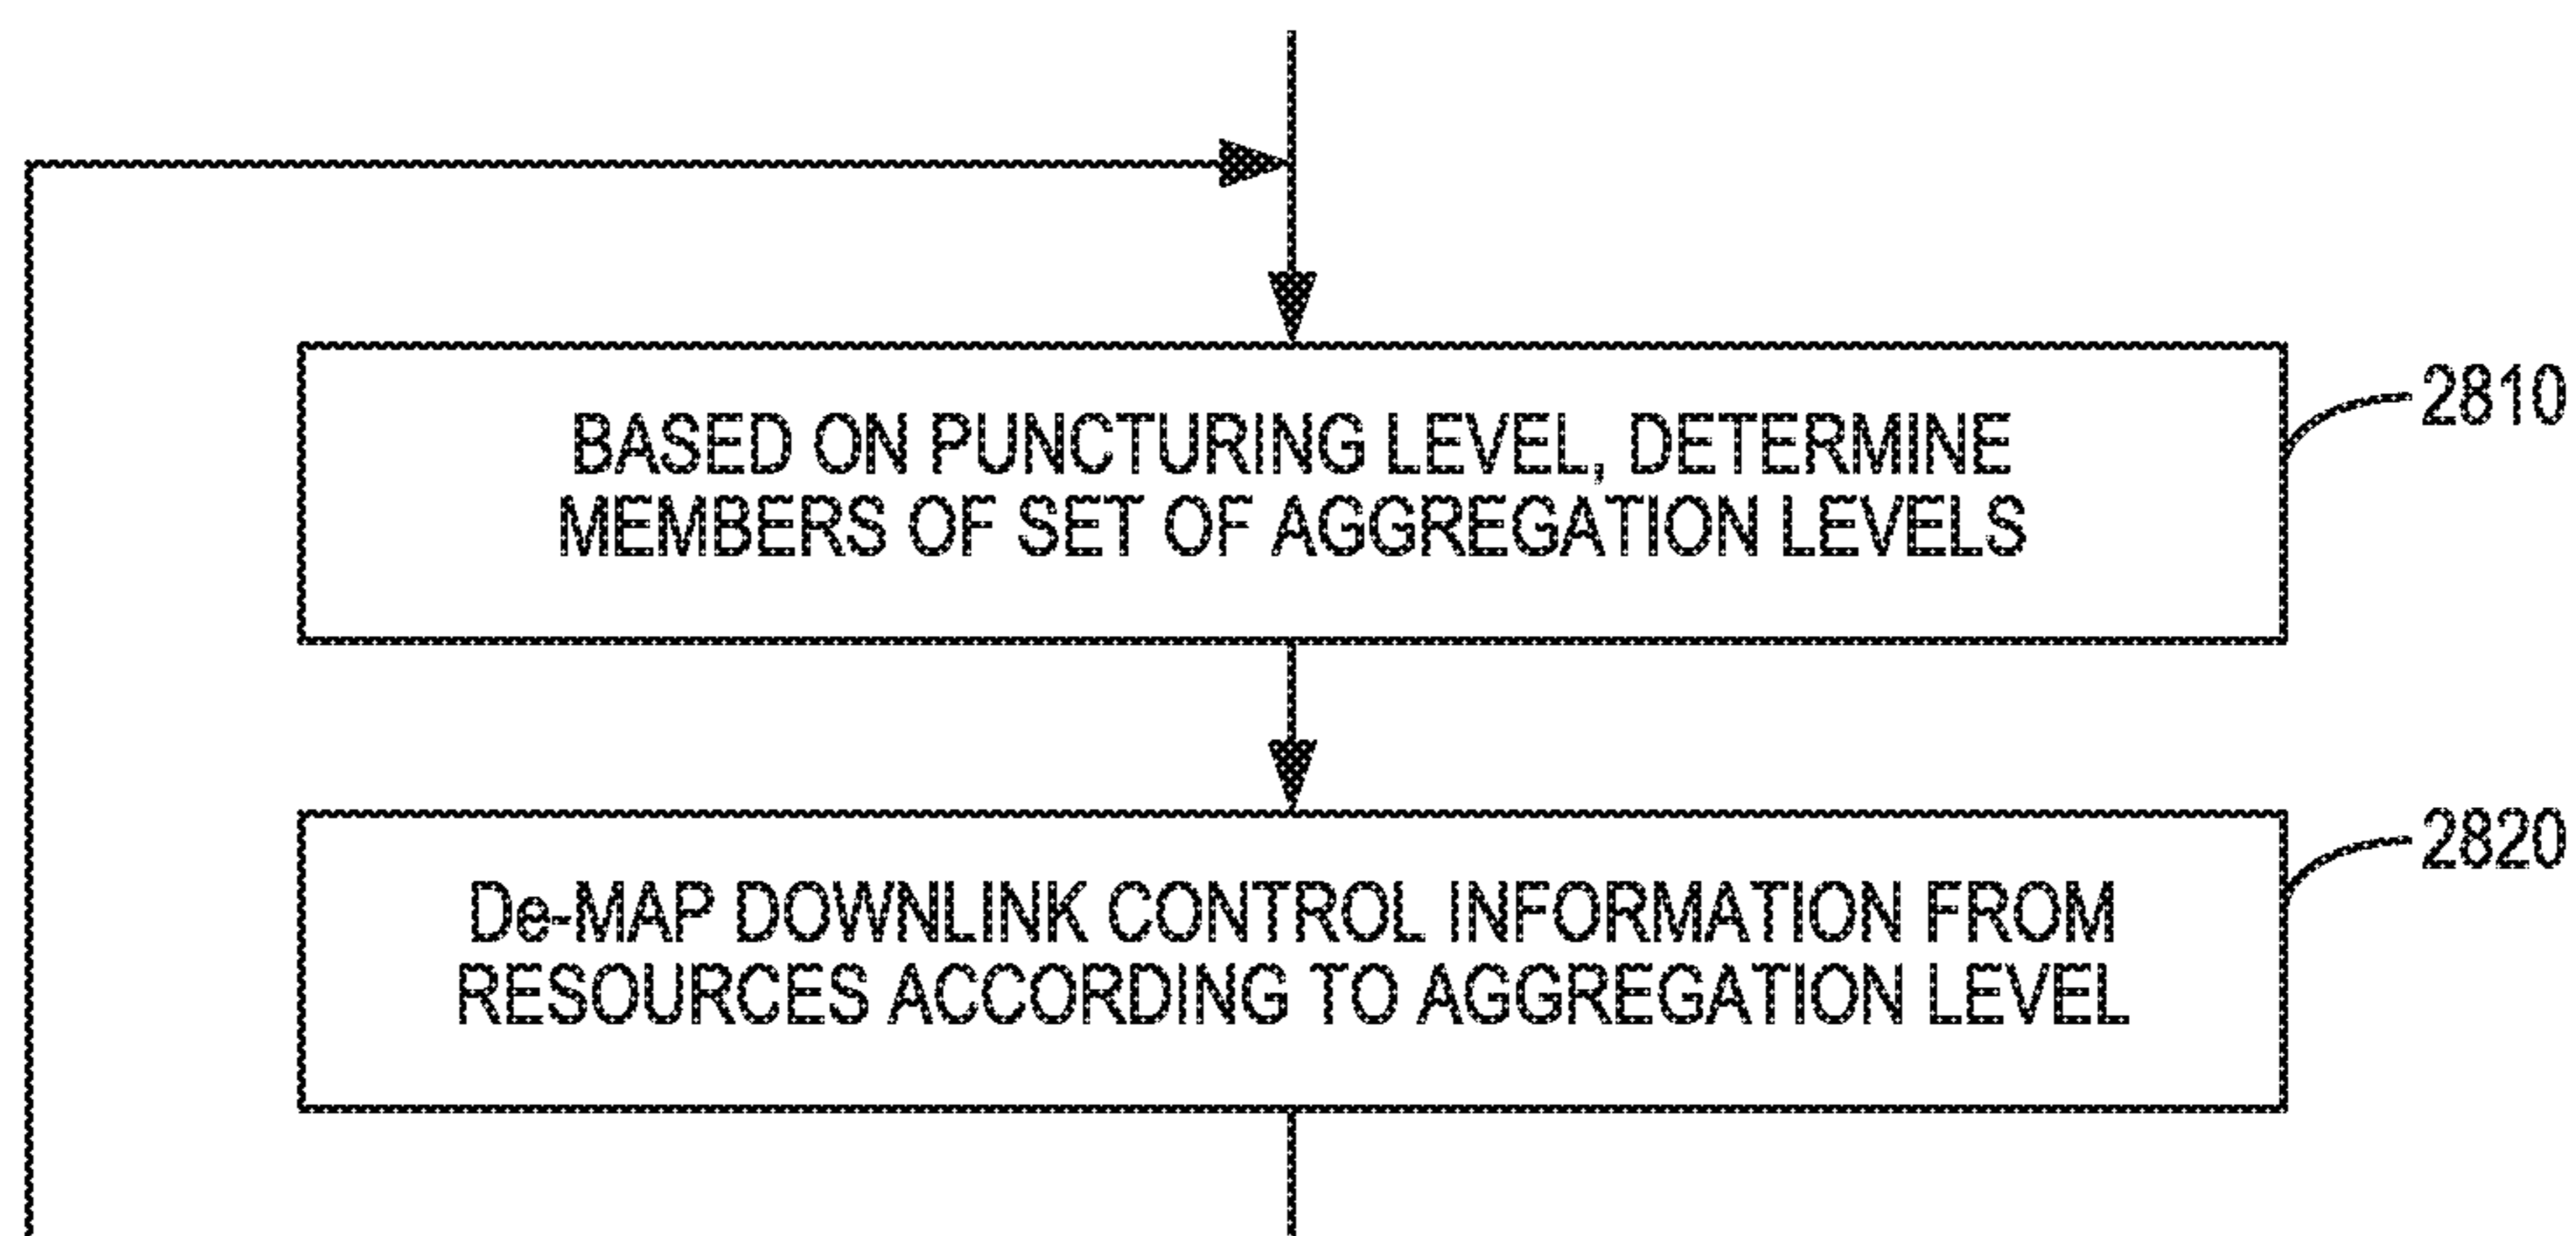 BASED ON PUNCTURING LEVEL, DETERMINE
MEMBERS OF SET OF AGGREGATION LEVELS
2810
De-MAP DOWNLINK CONTROL INFORMATION FROM
RESOURCES ACCORDING TO AGGREGATION LEVEL
2820